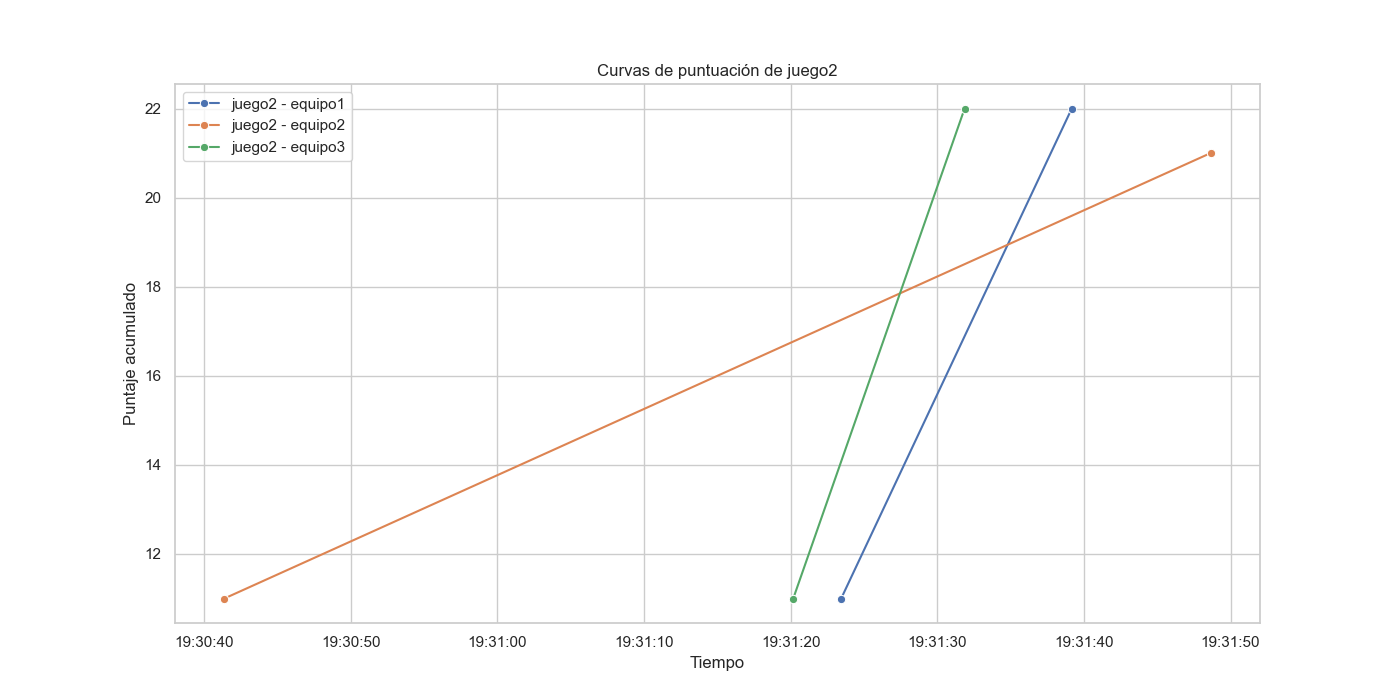 Curvas de puntuación de juego2
juego2 - equipo1
juego2 - equipo2
juego2 - equipo3
Puntaje acumulado
22
20
18
16
14
12
19:30:40 19:30:50 19:31:00 19:31:10 19:31:20 19:31:30 19:31:40 19:31:50
Tiempo